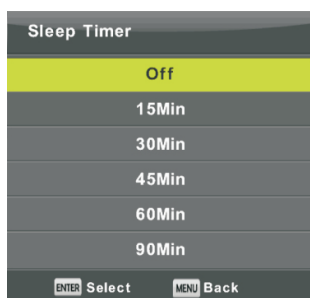 Sleep Timer
Off
15Min
30Min
45Min
60Min
90Min
ENTER Select MENU Back